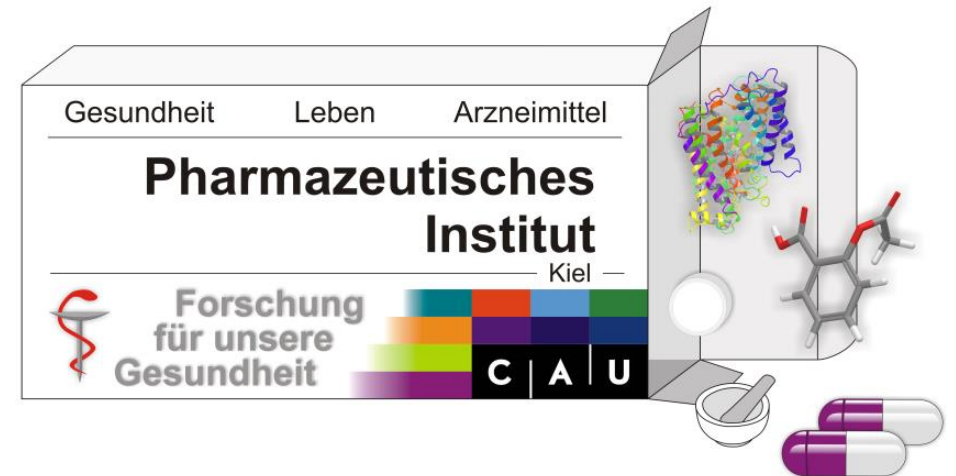 Gesundheit Leben Arzneimittel
Pharmazeutisches
Institut
Kiel
Forschung
für unsere
Gesundheit
C A U